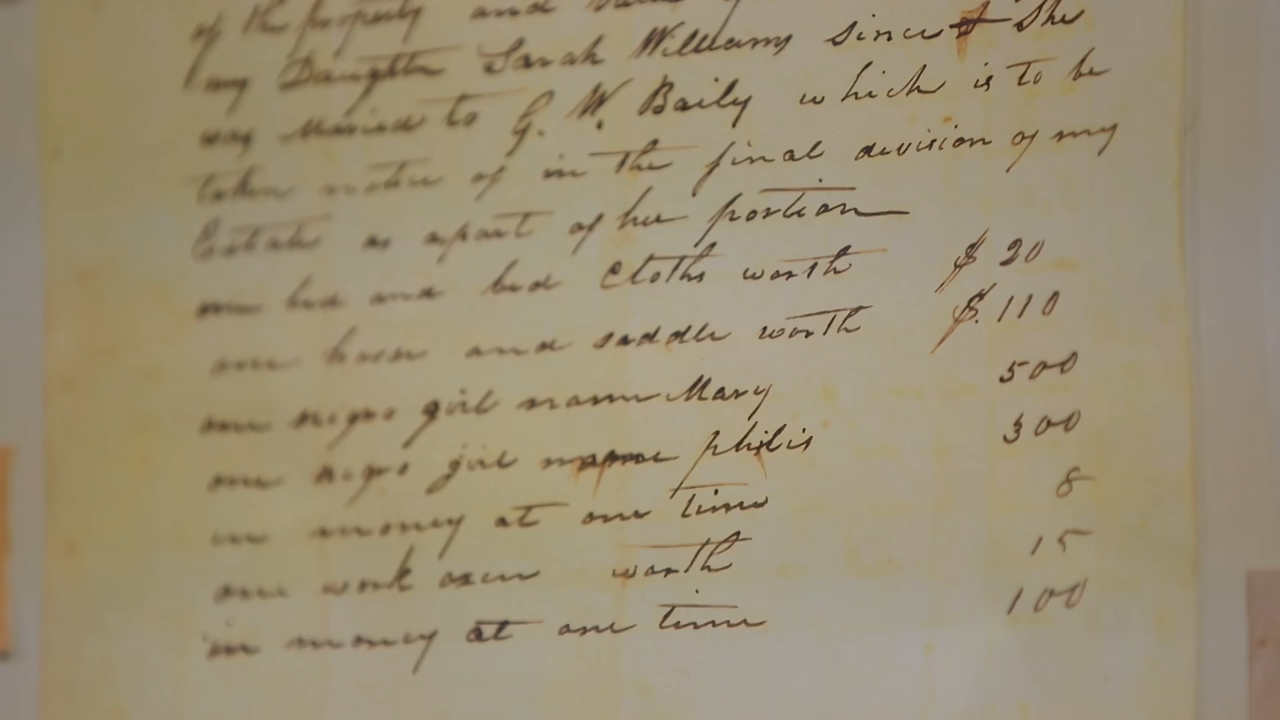 of the property and
my Daughter Sarah Williams since she
was Maried to G. W. Baily which is to be
taken notice of in the final division of my
Estate as apart of her portion
one bed and bed Cloths worth $ 20
one horse and saddle worth $.110
one negro girl name Mary 500
one negro girl name philis 300
in money at one time 8
one work oxen worth 15
in money at one time 100